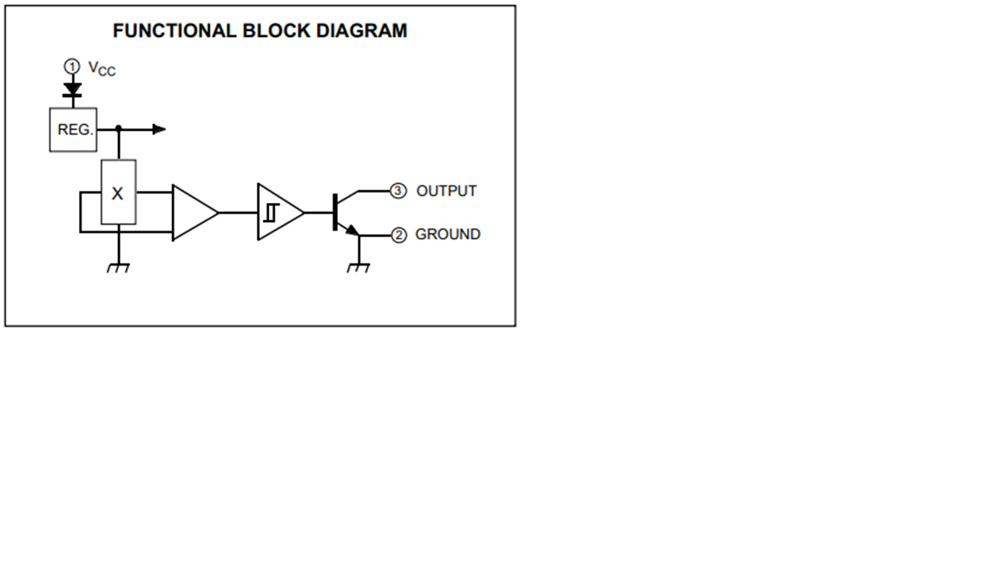 FUNCTIONAL BLOCK DIAGRAM
1 VCC
REG.
X
3 OUTPUT
2 GROUND